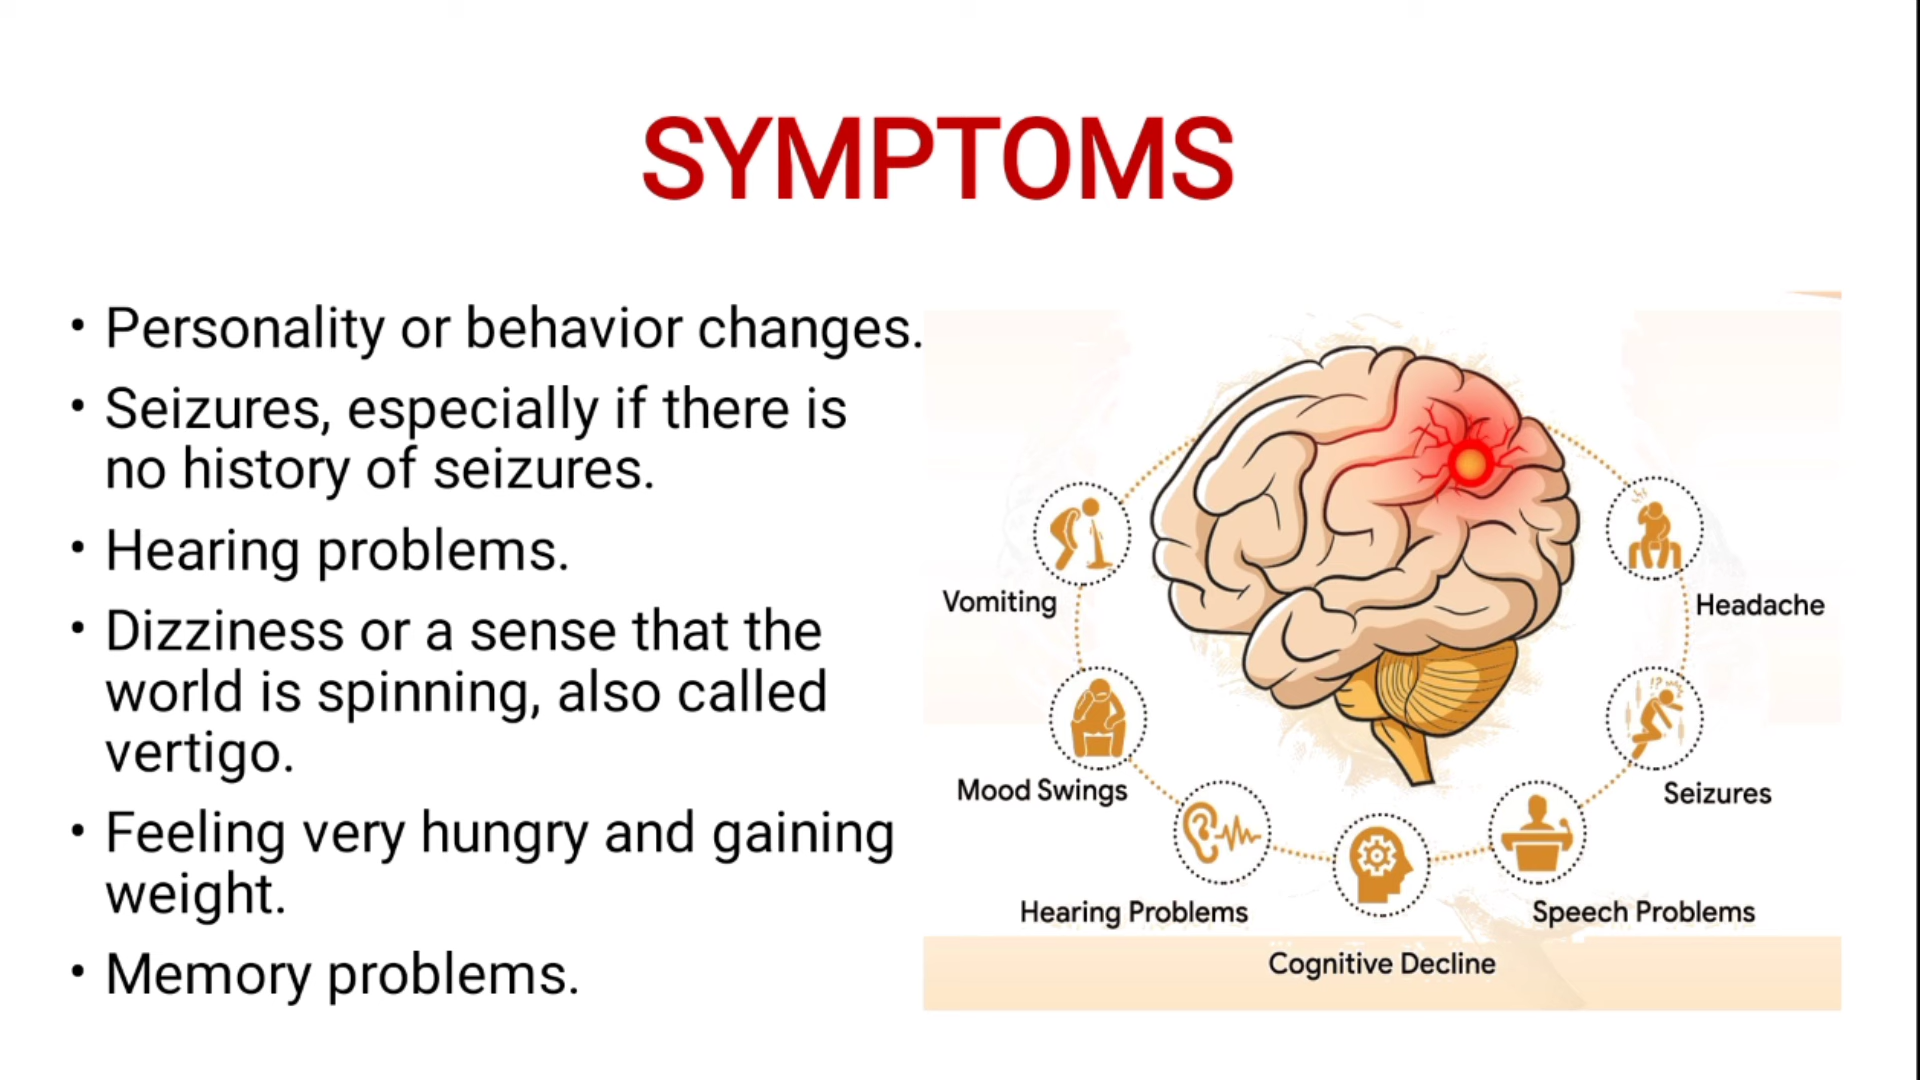 SYMPTOMS
• Personality or behavior changes.
• Seizures, especially if there is
no history of seizures.
• Hearing problems.
• Dizziness or a sense that the
world is spinning, also called
vertigo.
• Feeling very hungry and gaining
weight.
• Memory problems.
Vomiting
Headache
!?
Mood Swings
Seizures
Hearing Problems
Speech Problems
Cognitive Decline